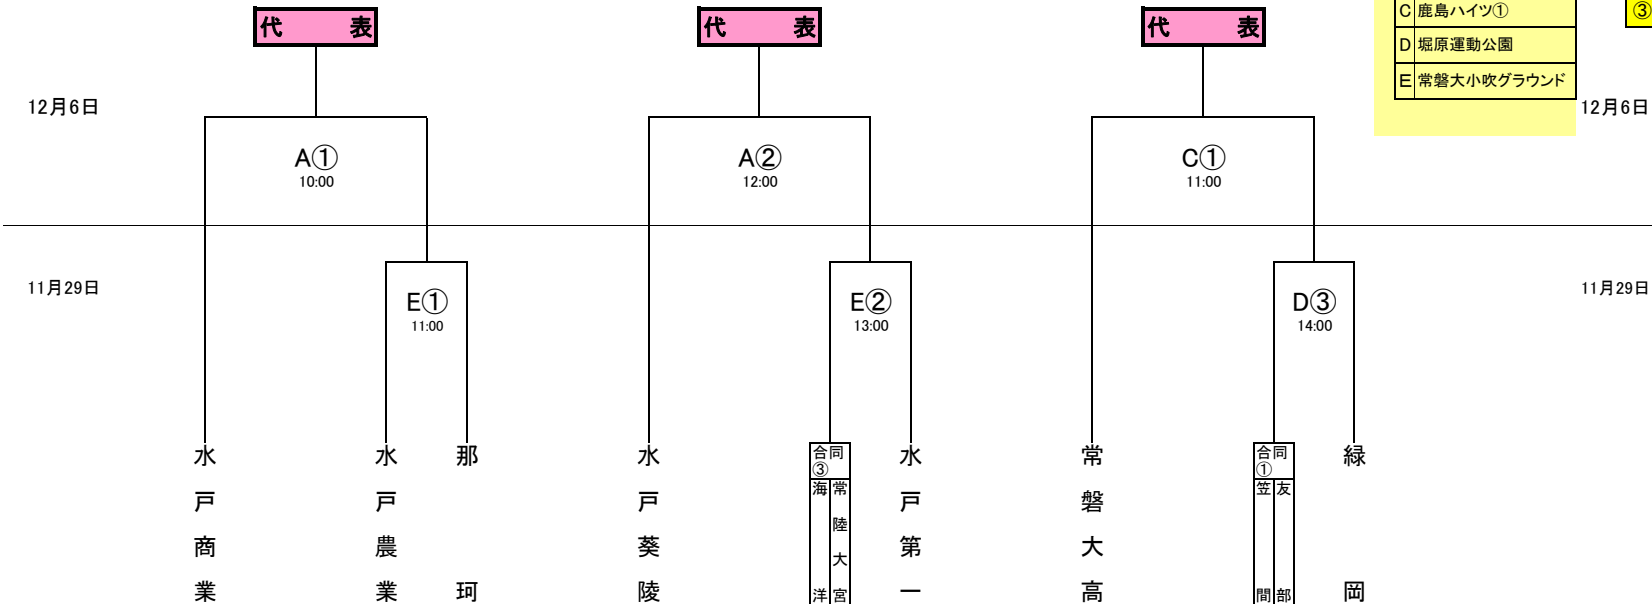 代 表
代 表
代 表
C 鹿島ハイツ①
③
D 堀原運動公園
E 常磐大小吹グラウンド
12月6日
12月6日
A①
10:00
A②
12:00
C①
11:00
11月29日
11月29日
E①
11:00
E②
13:00
D③
14:00
水戸商業
水戸農業
那珂
水戸葵陵
合同
③
海洋
常陸大宮
水戸第一
常磐大高
合同
①
笠間
友部
緑岡